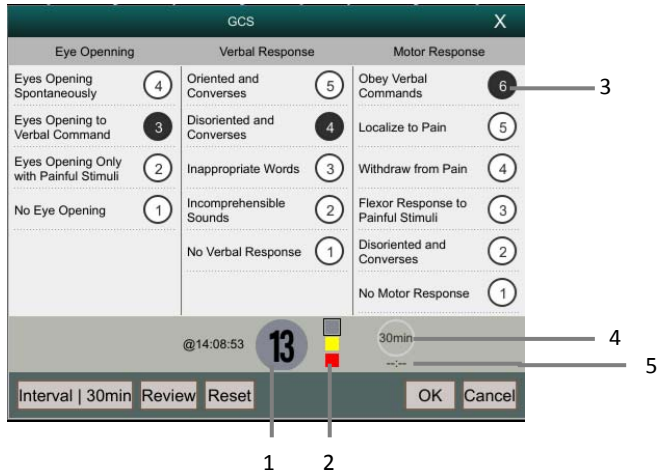 GCS X
Eye Openning Verbal Response Motor Response
Eyes Opening
Spontaneously 4
Eyes Opening to
Verbal Command 3
Eyes Opening Only
with Painful Stimuli 2
No Eye Opening 1
Oriented and
Converses 5
Disoriented and
Converses 4
Inappropriate Words 3
Incomprehensible
Sounds 2
No Verbal Response 1
Obey Verbal
Commands 6
Localize to Pain 5
Withdraw from Pain 4
Flexor Response to
Painful Stimuli 3
Disoriented and
Converses 2
No Motor Response 1
3
@14:08:53 13 30min
--:--
4
5
Interval | 30min Review Reset OK Cancel
1 2